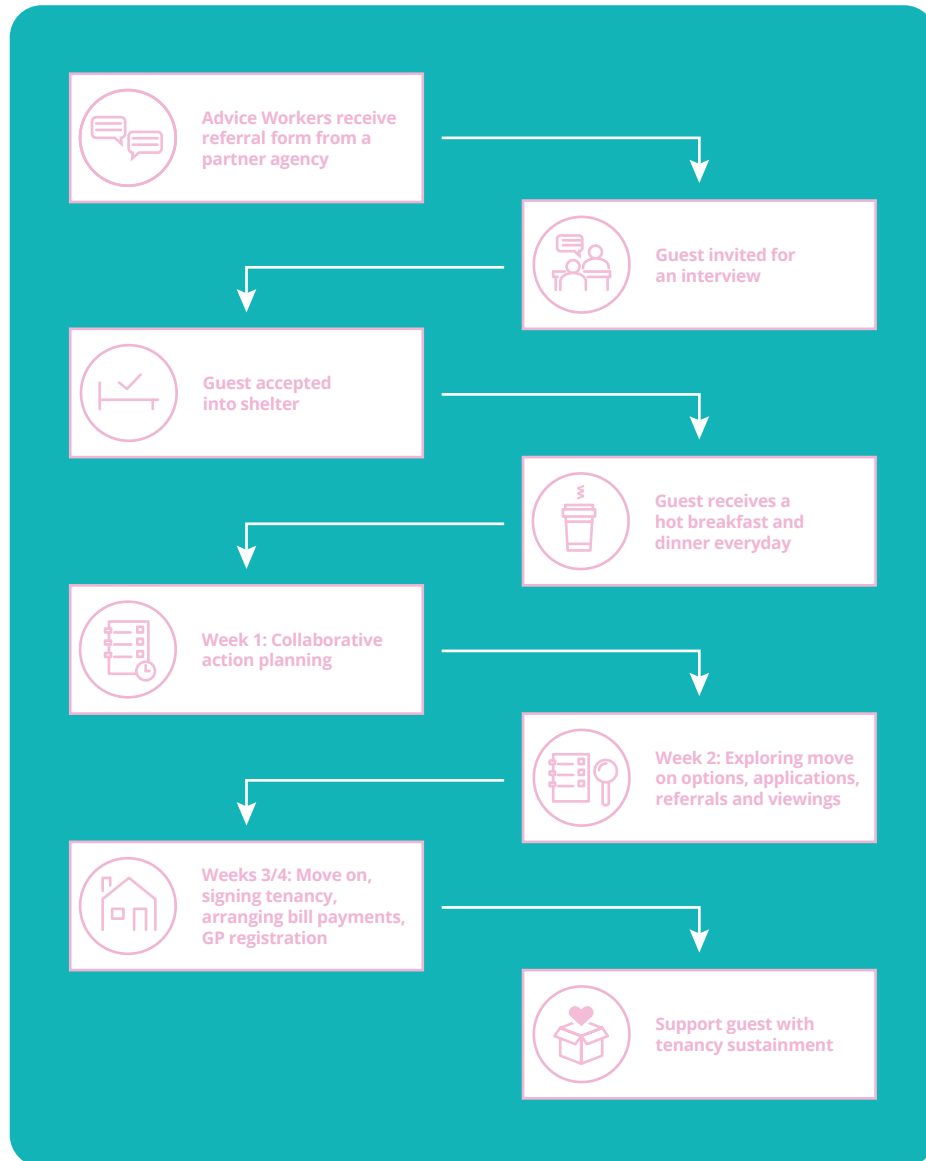 Advice Workers receive
referral form from a
partner agency
Guest invited for
an interview
Guest accepted
into shelter
Guest receives a
hot breakfast and
dinner everyday
Week 1: Collaborative
action planning
Week 2: Exploring move
on options, applications,
referrals and viewings
Weeks 3/4: Move on,
signing tenancy,
arranging bill payments,
GP registration
Support guest with
tenancy sustainment